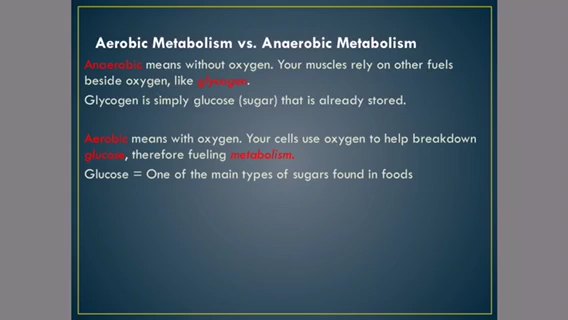 Aerobic Metabolism vs. Anaerobic Metabolism
Anaerobic means without oxygen. Your muscles rely on other fuels
beside oxygen, like glycogen.
Glycogen is simply glucose (sugar) that is already stored.
Aerobic means with oxygen. Your cells use oxygen to help breakdown
glucose, therefore fueling metabolism.
Glucose = One of the main types of sugars found in foods